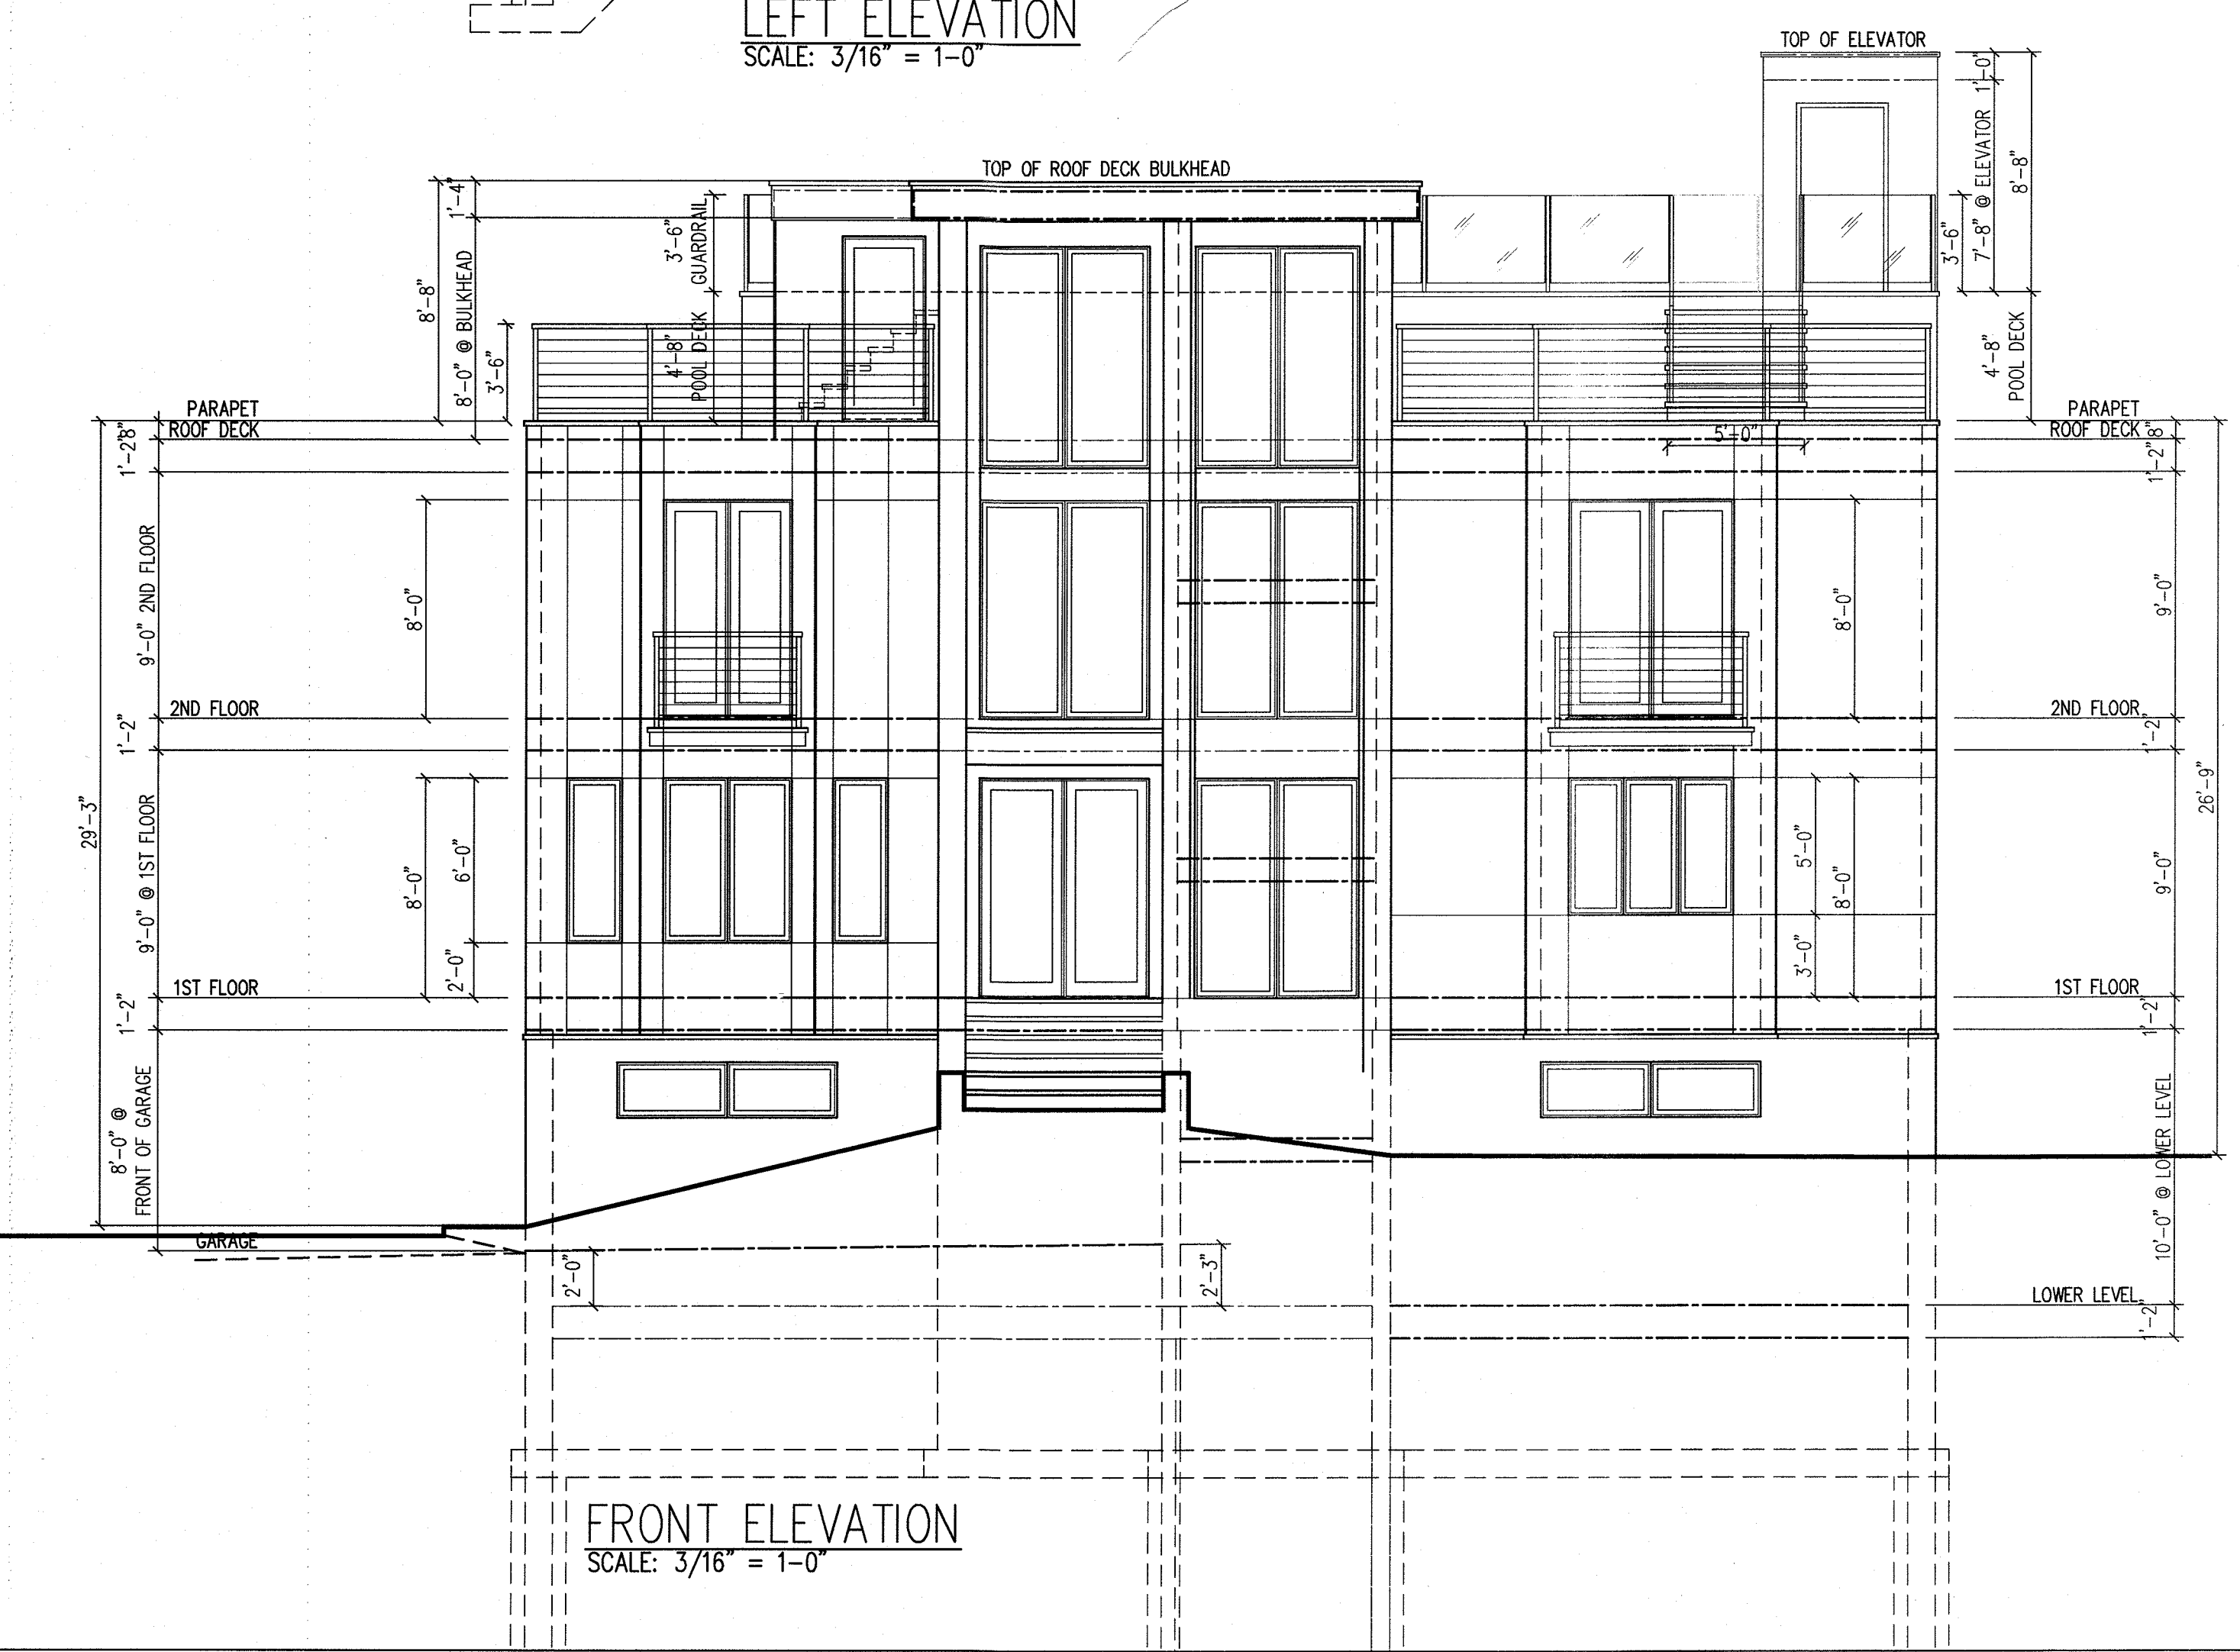 LEFT ELEVATION
SCALE: 3/16" = 1-0"
TOP OF ELEVATOR
1'-0"
7'-8" @ ELEVATOR
8'-8"
3'-6"
4'-8"
POOL DECK
TOP OF ROOF DECK BULKHEAD
1'-4"
8'-8"
8'-0" @ BULKHEAD
3'-6"
3'-6"
GUARDRAIL
4'-8"
POOL DECK
PARAPET
ROOF DECK
8"
1'-2"
9'-0" 2ND FLOOR
8'-0"
2ND FLOOR
1'-2"
29'-3"
9'-0" @ 1ST FLOOR
8'-0"
6'-0"
2'-0"
1ST FLOOR
1'-2"
8'-0" @
FRONT OF GARAGE
GARAGE
2'-0"
2'-3"
5'-0"
PARAPET
ROOF DECK
8"
1'-2"
9'-0"
8'-0"
2ND FLOOR
1'-2"
26'-9"
9'-0"
5'-0"
8'-0"
3'-0"
1ST FLOOR
1'-2"
10'-0" @ LOWER LEVEL
LOWER LEVEL
1'-2"
FRONT ELEVATION
SCALE: 3/16" = 1-0"